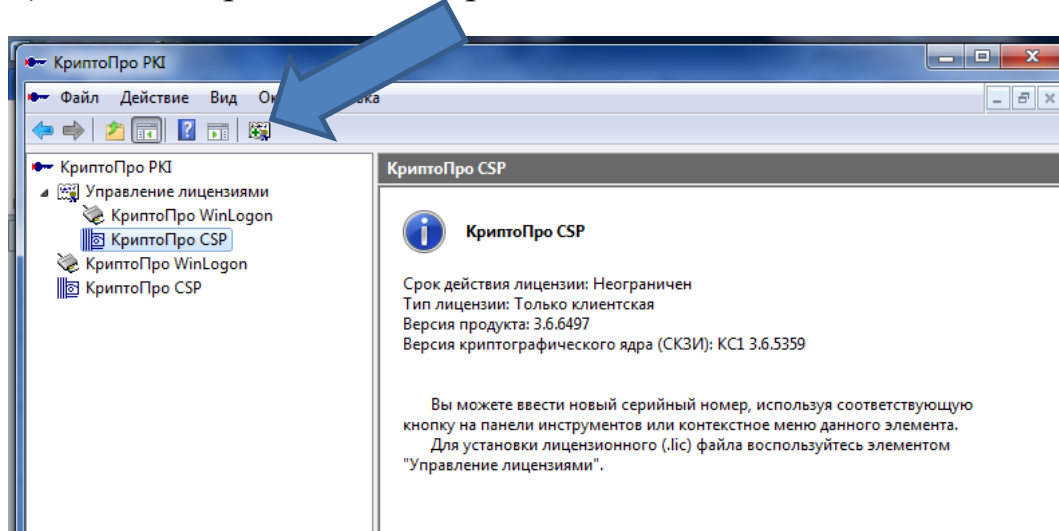 КриптоПро PKI
Файл Действие Вид
КриптоПро PKI
Управление лицензиями
КриптоПро WinLogon
КриптоПро CSP
КриптоПро WinLogon
КриптоПро CSP
КриптоПро CSP
КриптоПро CSP
Срок действия лицензии: Неограничен
Тип лицензии: Только клиентская
Версия продукта: 3.6.6497
Версия криптографического ядра (СКЗИ): КС1 3.6.5359
Вы можете ввести новый серийный номер, используя соответствующую
кнопку на панели инструментов или контекстное меню данного элемента.
Для установки лицензионного (.lic) файла воспользуйтесь элементом
"Управление лицензиями".